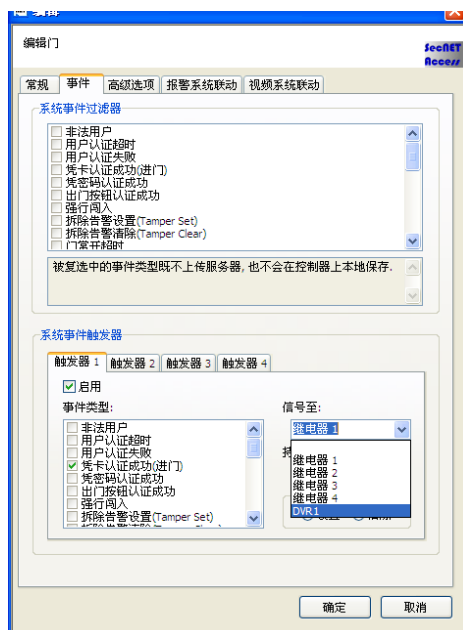 编辑门
SecNET
Access
常规 事件 高级选项 报警系统联动 视频系统联动
系统事件过滤器
非法用户
用户认证超时
用户认证失败
凭卡认证成功(进门)
凭密码认证成功
出门按钮认证成功
强行闯入
拆除告警设置(Tamper Set)
拆除告警清除(Tamper Clear)
门常开超时
被复选中的事件类型既不上传服务器, 也不会在控制器上本地保存.
系统事件触发器
触发器 1 触发器 2 触发器 3 触发器 4
启用
事件类型:
非法用户
用户认证超时
用户认证失败
凭卡认证成功(进门)
凭密码认证成功
出门按钮认证成功
强行闯入
拆除告警设置(Tamper Set)
信号至:
继电器 1
继电器 1
继电器 2
继电器 3
继电器 4
DVR1
确定 取消